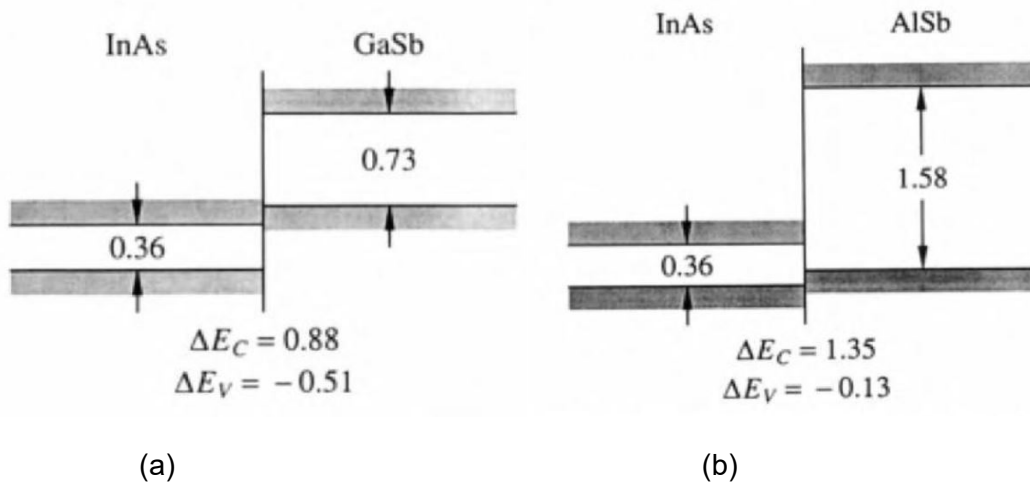 InAs
GaSb
0.73
0.36
ΔE_C = 0.88
ΔE_V = −0.51
(a)
InAs
AlSb
1.58
0.36
ΔE_C = 1.35
ΔE_V = −0.13
(b)